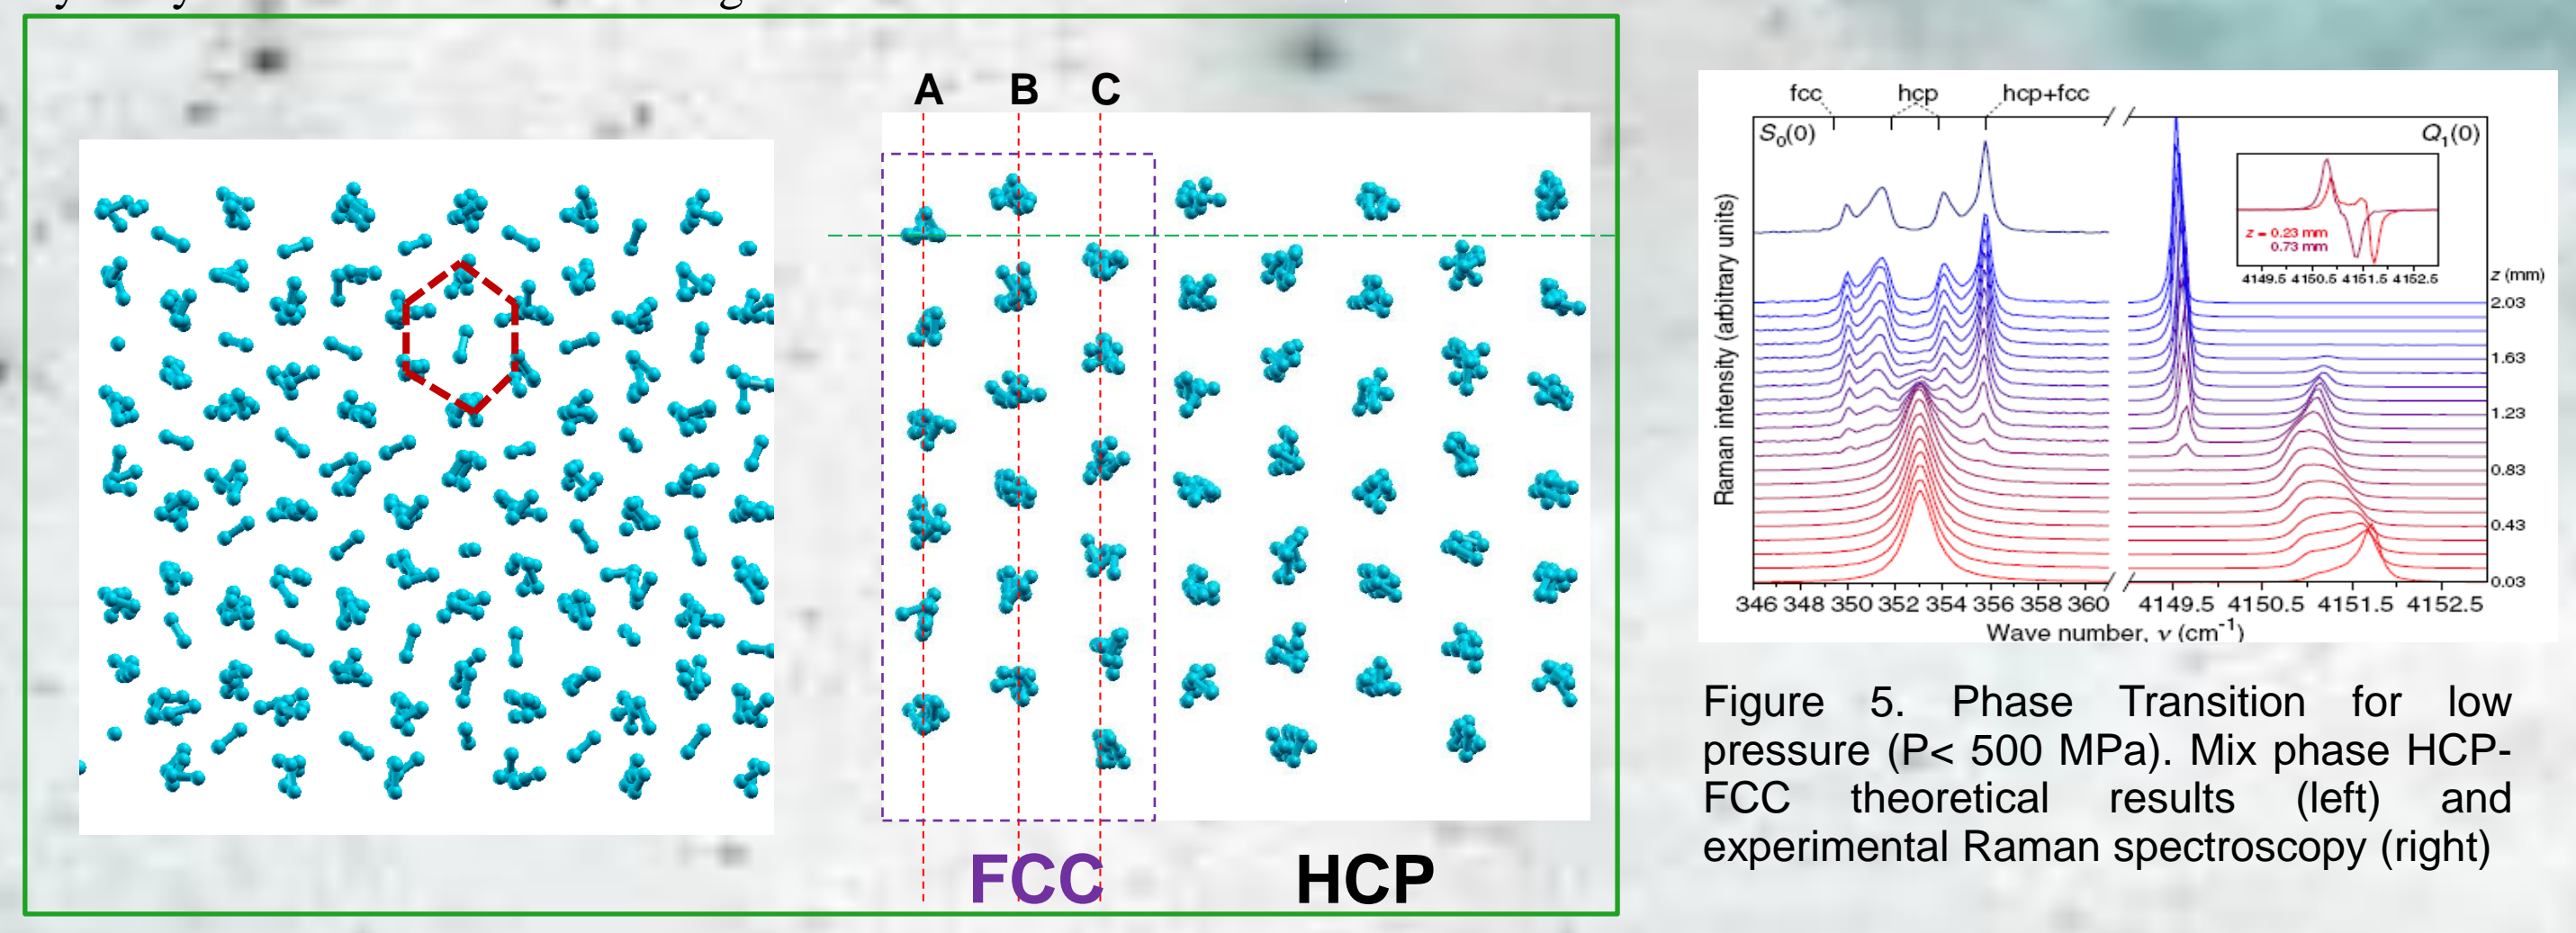 A B C
FCC HCP
fcc hcp hcp+fcc
S0(0) Q1(0)
Raman intensity (arbitrary units)
z = 0.23 mm
0.73 mm
4149.5 4150.5 4151.5 4152.5
z (mm)
2.03
1.63
1.23
0.83
0.43
0.03
346 348 350 352 354 356 358 360 4149.5 4150.5 4151.5 4152.5
Wave number, ν (cm⁻¹)
Figure 5. Phase Transition for low
pressure (P< 500 MPa). Mix phase HCP-
FCC theoretical results (left) and
experimental Raman spectroscopy (right)